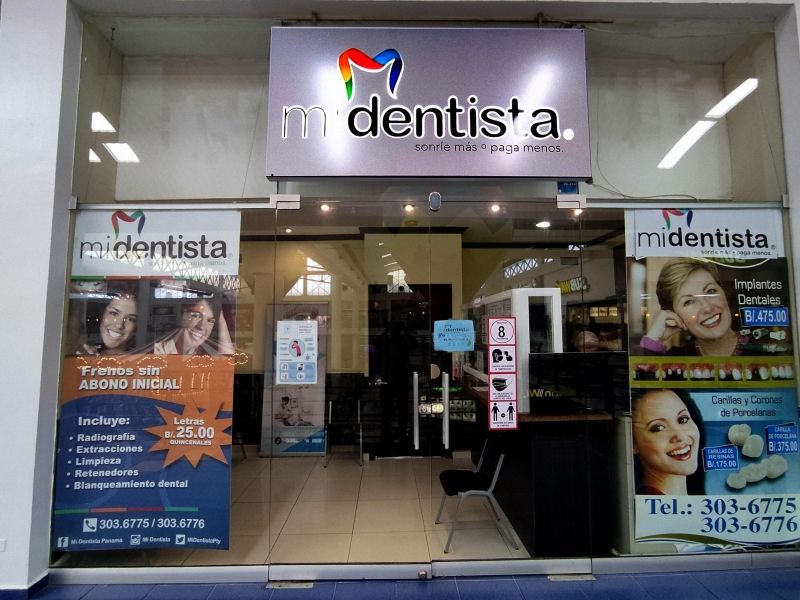 midentista.
sonríe más o paga menos.
midentista
paga menos.
Frenos sin
ABONO INICIAL
Incluye:
• Radiografía
• Extracciones
• Limpieza
• Retenedores
• Blanqueamiento dental
Letras
B/.25.00
QUINCENALES
303.6775 / 303.6776
Mi Dentista Panamá
Mi Dentista
MiDentistaPty
8
midentista
sonríe más o paga menos.
Implantes
Dentales
B/.475.00
Carillas y Coronas
de Porcelanas
CARILLAS DE
RESINAS
B/.175.00
CARILLA DE
PORCELANA
B/.375.00
Tel.: 303-6775
303-6776